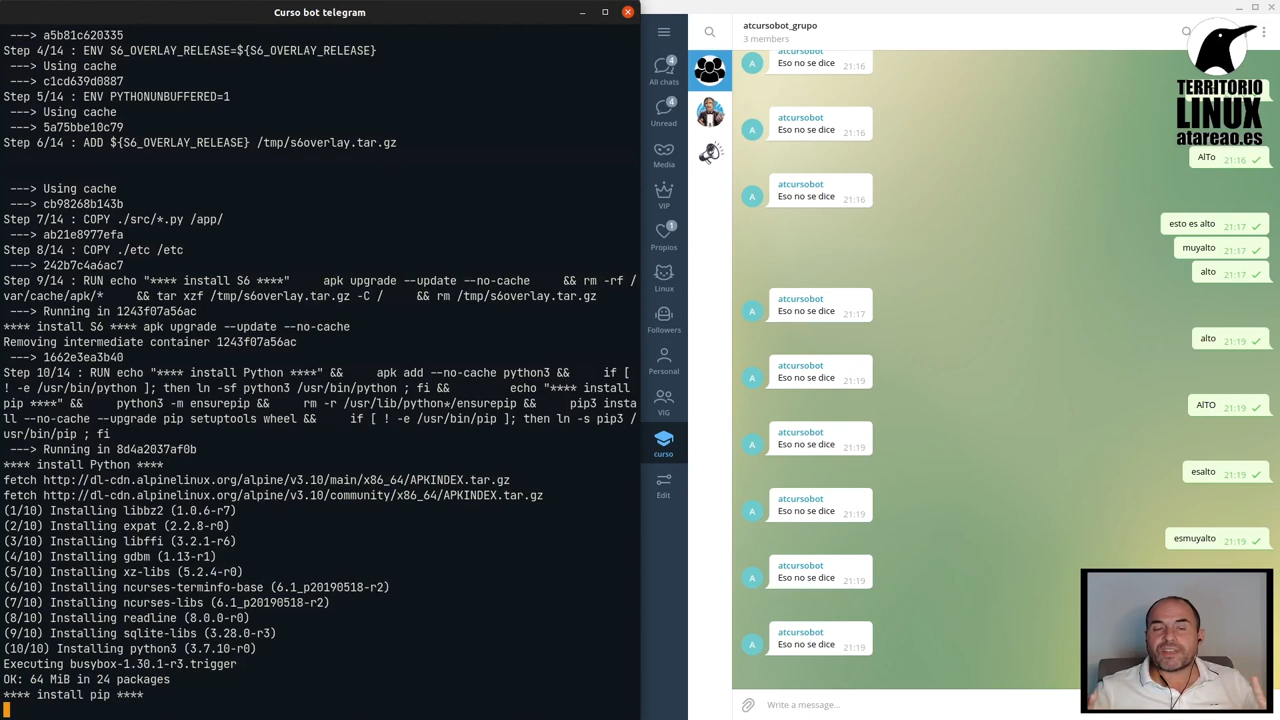 Curso bot telegram
---> a5b81c620335
Step 4/14 : ENV S6_OVERLAY_RELEASE=${S6_OVERLAY_RELEASE}
---> Using cache
---> c1cd6398d387
Step 5/14 : ENV PYTHONUNBUFFERED=1
---> Using cache
---> 5a75bbe10c79
Step 6/14 : ADD ${S6_OVERLAY_RELEASE} /tmp/s6overlay.tar.gz
---> Using cache
---> cb9826893d30
Step 7/14 : COPY ./src/*.py /app/
---> ab21e8977efa
Step 8/14 : COPY ./etc /etc
---> 242b7c4a6ac7
Step 9/14 : RUN echo "**** install S6 ****"     apk upgrade --update --no-cache     && rm -rf /
var/cache/apk/*     && tar xzf /tmp/s6overlay.tar.gz -C /     && rm /tmp/s6overlay.tar.gz
---> Running in 1243f07a56ac
**** install S6 **** apk upgrade --update --no-cache
Removing intermediate container 1243f07a56ac
---> 1662e3ea3b40
Step 10/14 : RUN echo "**** install Python ****" &&     apk add --no-cache python3 &&     if [
! -e /usr/bin/python ]; then ln -sf python3 /usr/bin/python ; fi &&     echo "**** install
pip ****" &&     python3 -m ensurepip &&     rm -r /usr/lib/python*/ensurepip &&     pip3 insta
ll --no-cache --upgrade pip setuptools wheel &&     if [ ! -e /usr/bin/pip ]; then ln -s pip3 /
usr/bin/pip ; fi
---> Running in 6d4a2037af0b
**** install Python ****
fetch http://dl-cdn.alpinelinux.org/alpine/v3.10/main/x86_64/APKINDEX.tar.gz
fetch http://dl-cdn.alpinelinux.org/alpine/v3.10/community/x86_64/APKINDEX.tar.gz
(1/10) Installing libbz2 (1.0.6-r7)
(2/10) Installing expat (2.2.8-r0)
(3/10) Installing libffi (3.2.1-r6)
(4/10) Installing gdbm (1.13-r1)
(5/10) Installing xz-libs (5.2.4-r0)
(6/10) Installing ncurses-terminfo-base (6.1_p20190518-r2)
(7/10) Installing ncurses-libs (6.1_p20190518-r2)
(8/10) Installing readline (8.0.0-r0)
(9/10) Installing sqlite-libs (3.28.0-r3)
(10/10) Installing python3 (3.7.10-r0)
Executing busybox-1.30.1-r3.trigger
OK: 64 MiB in 24 packages
**** install pip ****
4
All chats
4
Unread
Media
VIP
1
Propios
Linux
Followers
Personal
VIG
curso
Edit
atcursobot_grupo
3 members
TERRITORIO
LINUX
atareao.es
atcursobot
A
Eso no se dice 21:16
atcursobot
A
Eso no se dice 21:16
AlTo 21:16
atcursobot
A
Eso no se dice 21:16
esto es alto 21:17
muyalto 21:17
alto 21:17
atcursobot
A
Eso no se dice 21:17
alto 21:19
atcursobot
A
Eso no se dice 21:19
AlTO 21:19
atcursobot
A
Eso no se dice 21:19
esalto 21:19
atcursobot
A
Eso no se dice 21:19
esmuyalto 21:19
atcursobot
A
Eso no se dice 21:19
atcursobot
A
Eso no se dice 21:19
Write a message...